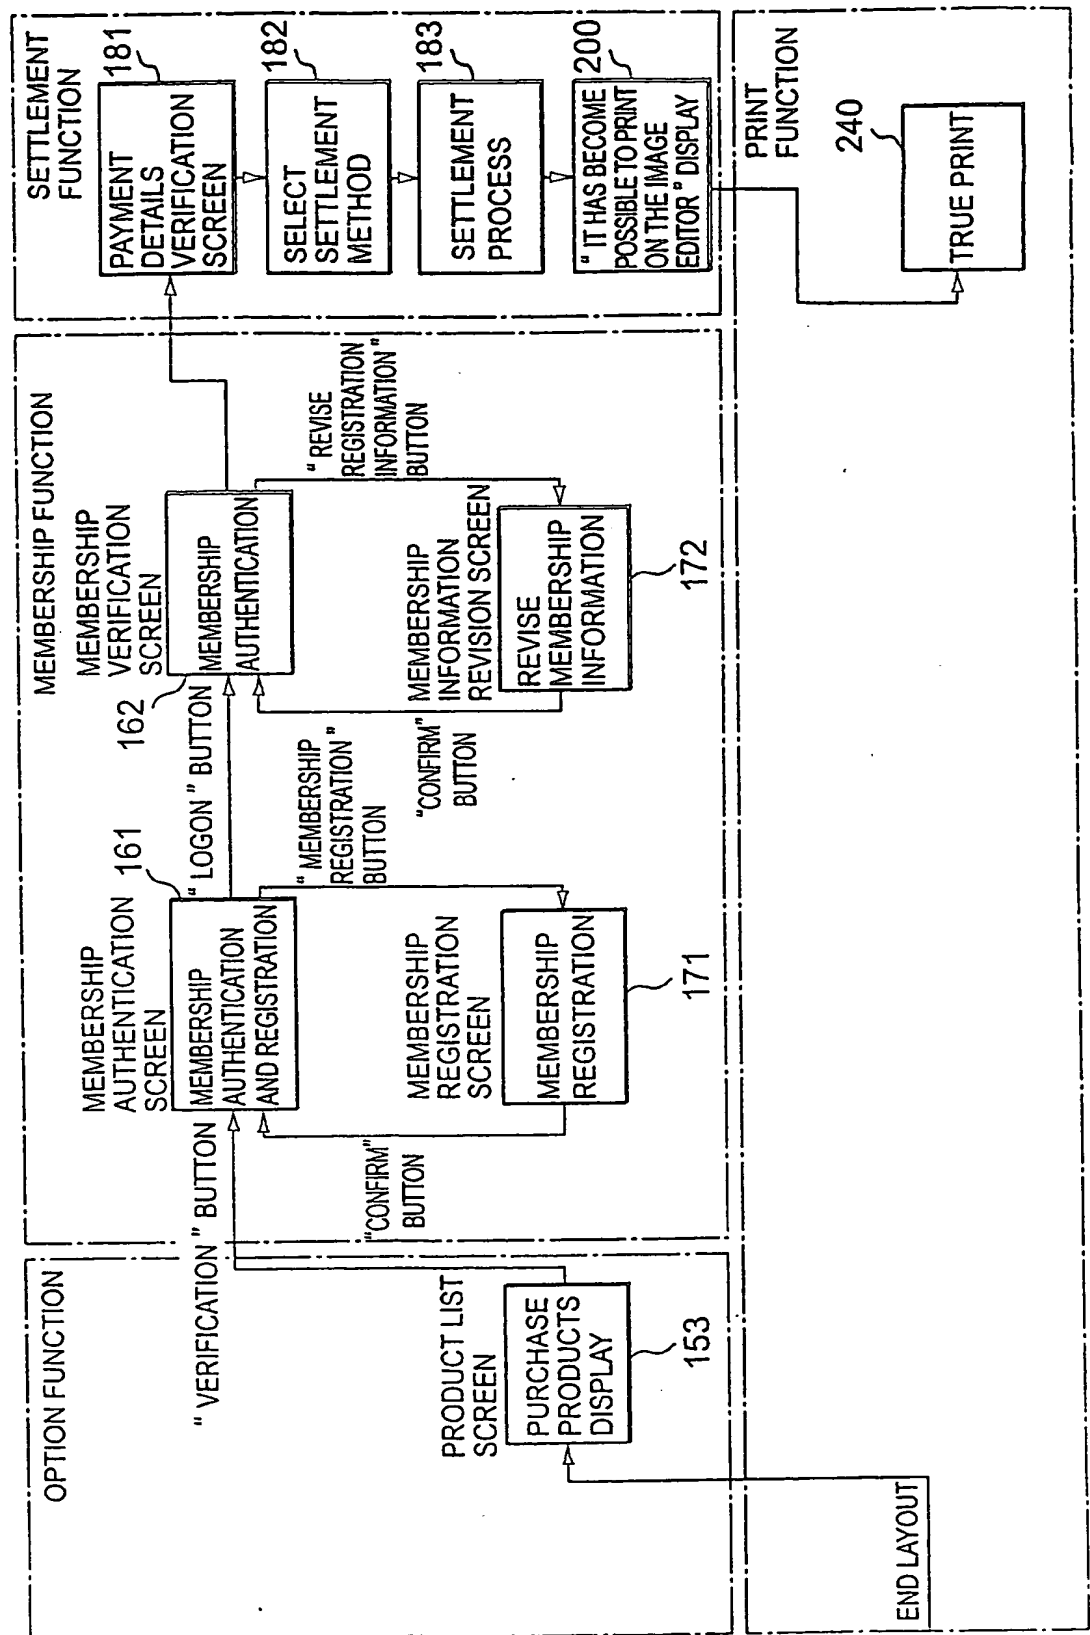 OPTION FUNCTION
"VERIFICATION" BUTTON
PRODUCT LIST
SCREEN
PURCHASE
PRODUCTS
DISPLAY
153
END LAYOUT
MEMBERSHIP FUNCTION
MEMBERSHIP
AUTHENTICATION
SCREEN
161
MEMBERSHIP
AUTHENTICATION
AND REGISTRATION
"LOGON" BUTTON
"CONFIRM"
BUTTON
"MEMBERSHIP
REGISTRATION"
BUTTON
MEMBERSHIP
REGISTRATION
SCREEN
MEMBERSHIP
REGISTRATION
171
MEMBERSHIP
VERIFICATION
SCREEN
162
MEMBERSHIP
AUTHENTICATION
"CONFIRM"
BUTTON
"REVISE
REGISTRATION
INFORMATION"
BUTTON
MEMBERSHIP
INFORMATION
REVISION SCREEN
REVISE
MEMBERSHIP
INFORMATION
172
SETTLEMENT
FUNCTION
181
PAYMENT
DETAILS
VERIFICATION
SCREEN
182
SELECT
SETTLEMENT
METHOD
183
SETTLEMENT
PROCESS
200
"IT HAS BECOME
POSSIBLE TO PRINT
ON THE IMAGE
EDITOR" DISPLAY
PRINT
FUNCTION
240
TRUE PRINT